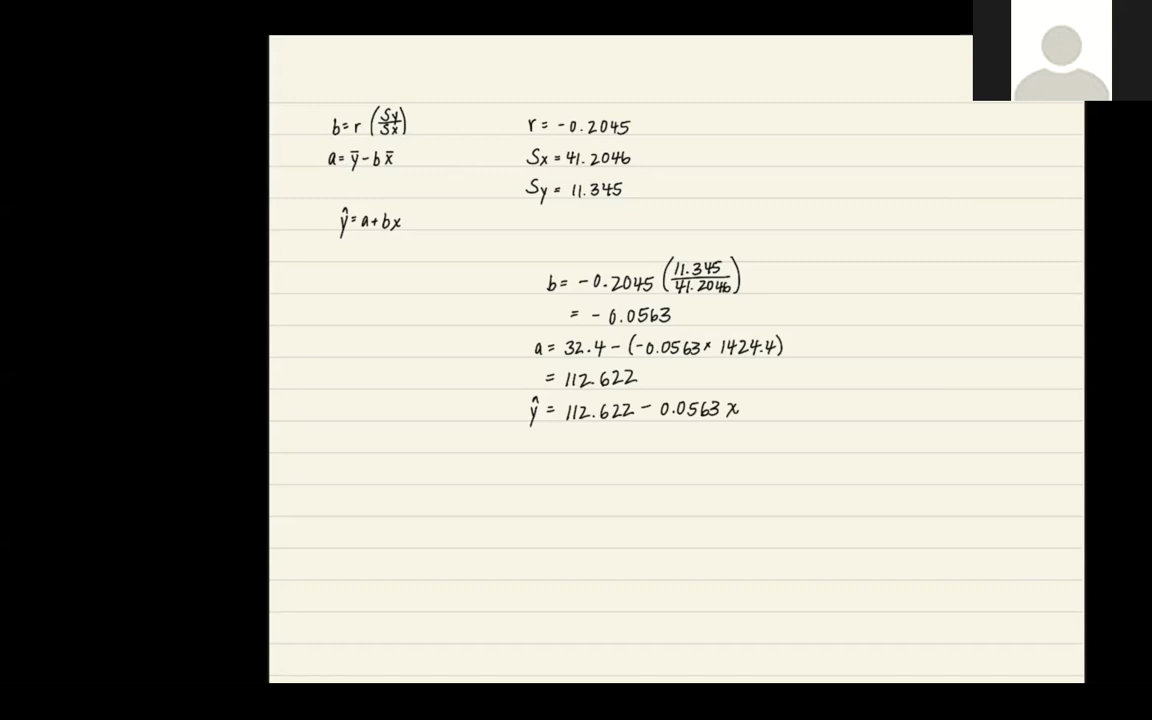 b = r (Sy/Sx)
r = -0.2045
a = ȳ - b x̄
Sx = 41.2046
Sy = 11.345
ŷ = a + bx
b = -0.2045 (11.345/41.2046)
= -0.0563
a = 32.4 - (-0.0563 × 1424.4)
= 112.622
ŷ = 112.622 - 0.0563 x